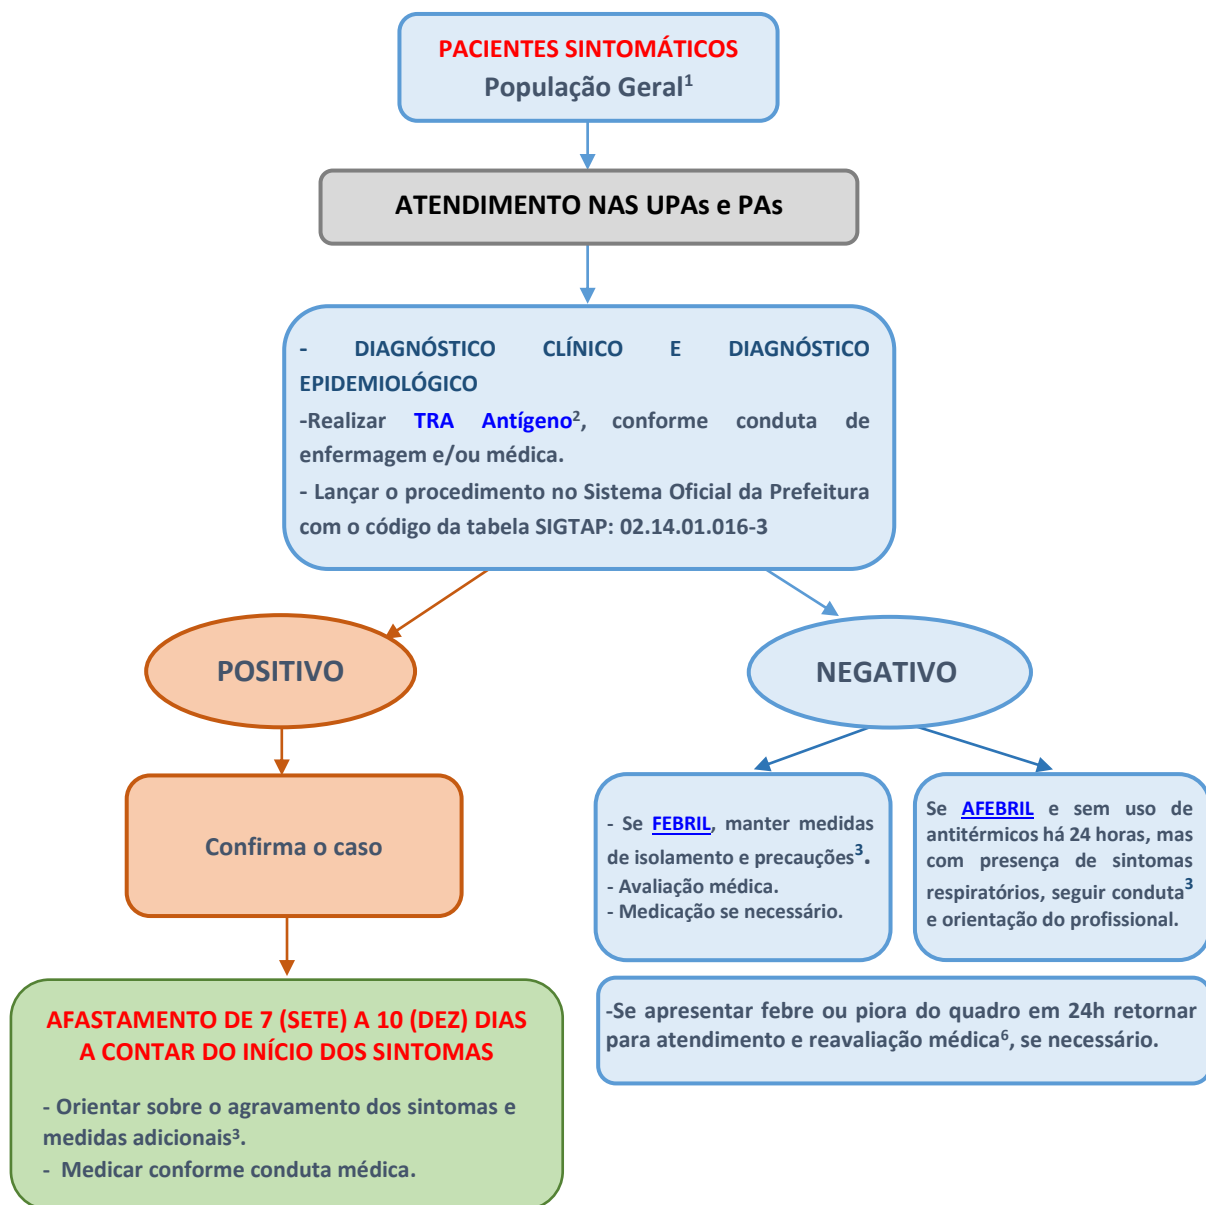 PACIENTES SINTOMÁTICOS
População Geral¹
ATENDIMENTO NAS UPAs e PAs
- DIAGNÓSTICO CLÍNICO E DIAGNÓSTICO
EPIDEMIOLÓGICO
-Realizar TRA Antígeno², conforme conduta de
enfermagem e/ou médica.
- Lançar o procedimento no Sistema Oficial da Prefeitura
com o código da tabela SIGTAP: 02.14.01.016-3
POSITIVO
NEGATIVO
Confirma o caso
- Se FEBRIL, manter medidas
de isolamento e precauções³.
- Avaliação médica.
- Medicação se necessário.
Se AFEBRIL e sem uso de
antitérmicos há 24 horas, mas
com presença de sintomas
respiratórios, seguir conduta³
e orientação do profissional.
-Se apresentar febre ou piora do quadro em 24h retornar
para atendimento e reavaliação médica⁶, se necessário.
AFASTAMENTO DE 7 (SETE) A 10 (DEZ) DIAS
A CONTAR DO INÍCIO DOS SINTOMAS
- Orientar sobre o agravamento dos sintomas e
medidas adicionais³.
- Medicar conforme conduta médica.